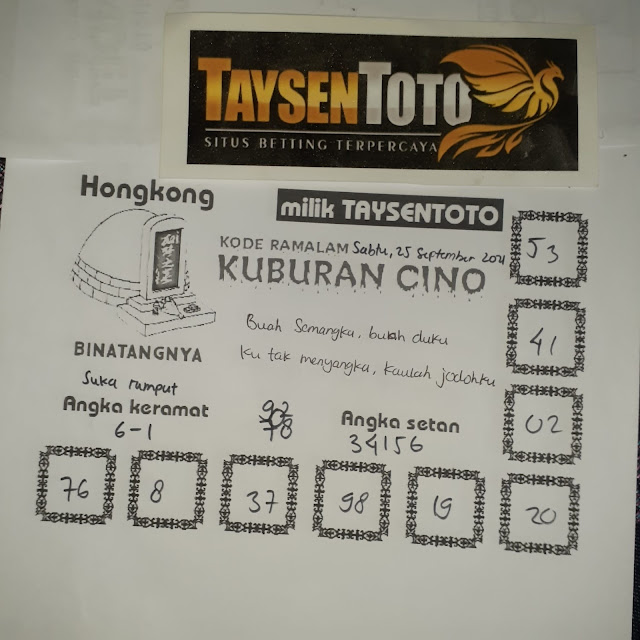 TAYSENTOTO
SITUS BETTING TERPERCAYA
Hongkong
milik TAYSENTOTO
KODE RAMALAM Sabtu, 25 September 2021
KUBURAN CINO
53
Buah Semangka, buah duku
Ku tak menyangka, kaulah jodohku
41
BINATANGNYA
Suka rumput
Angka keramat
6-1
Angka setan
34156
02
76
8
37
98
19
20